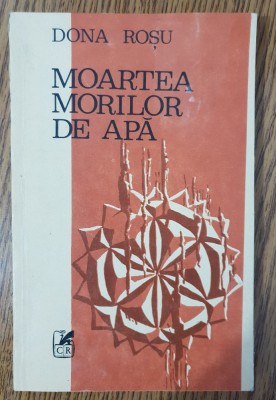 DONA ROȘU
MOARTEA
MORILOR
DE APĂ
CR